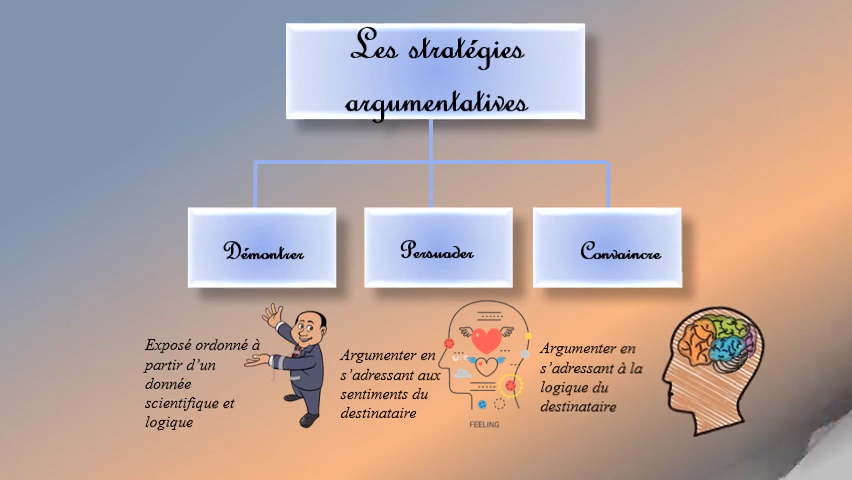 Les stratégies
argumentatives
Démontrer
Persuader
Convaincre
Exposé ordonné à
partir d'un
donnée
scientifique et
logique
Argumenter en
s'adressant aux
sentiments du
destinataire
FEELING
Argumenter en
s'adressant à la
logique du
destinataire